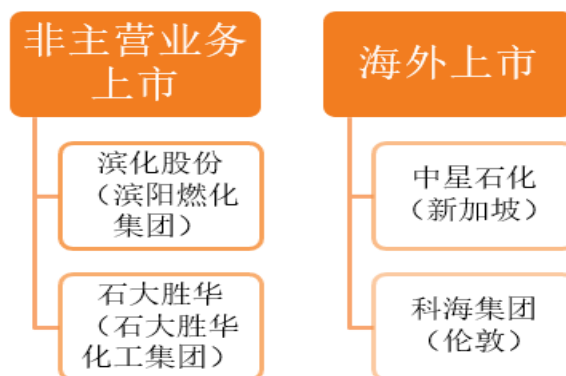 非主营业务
上市
滨化股份
（滨阳燃化
集团）
石大胜华
（石大胜华
化工集团）
海外上市
中星石化
（新加坡）
科海集团
（伦敦）